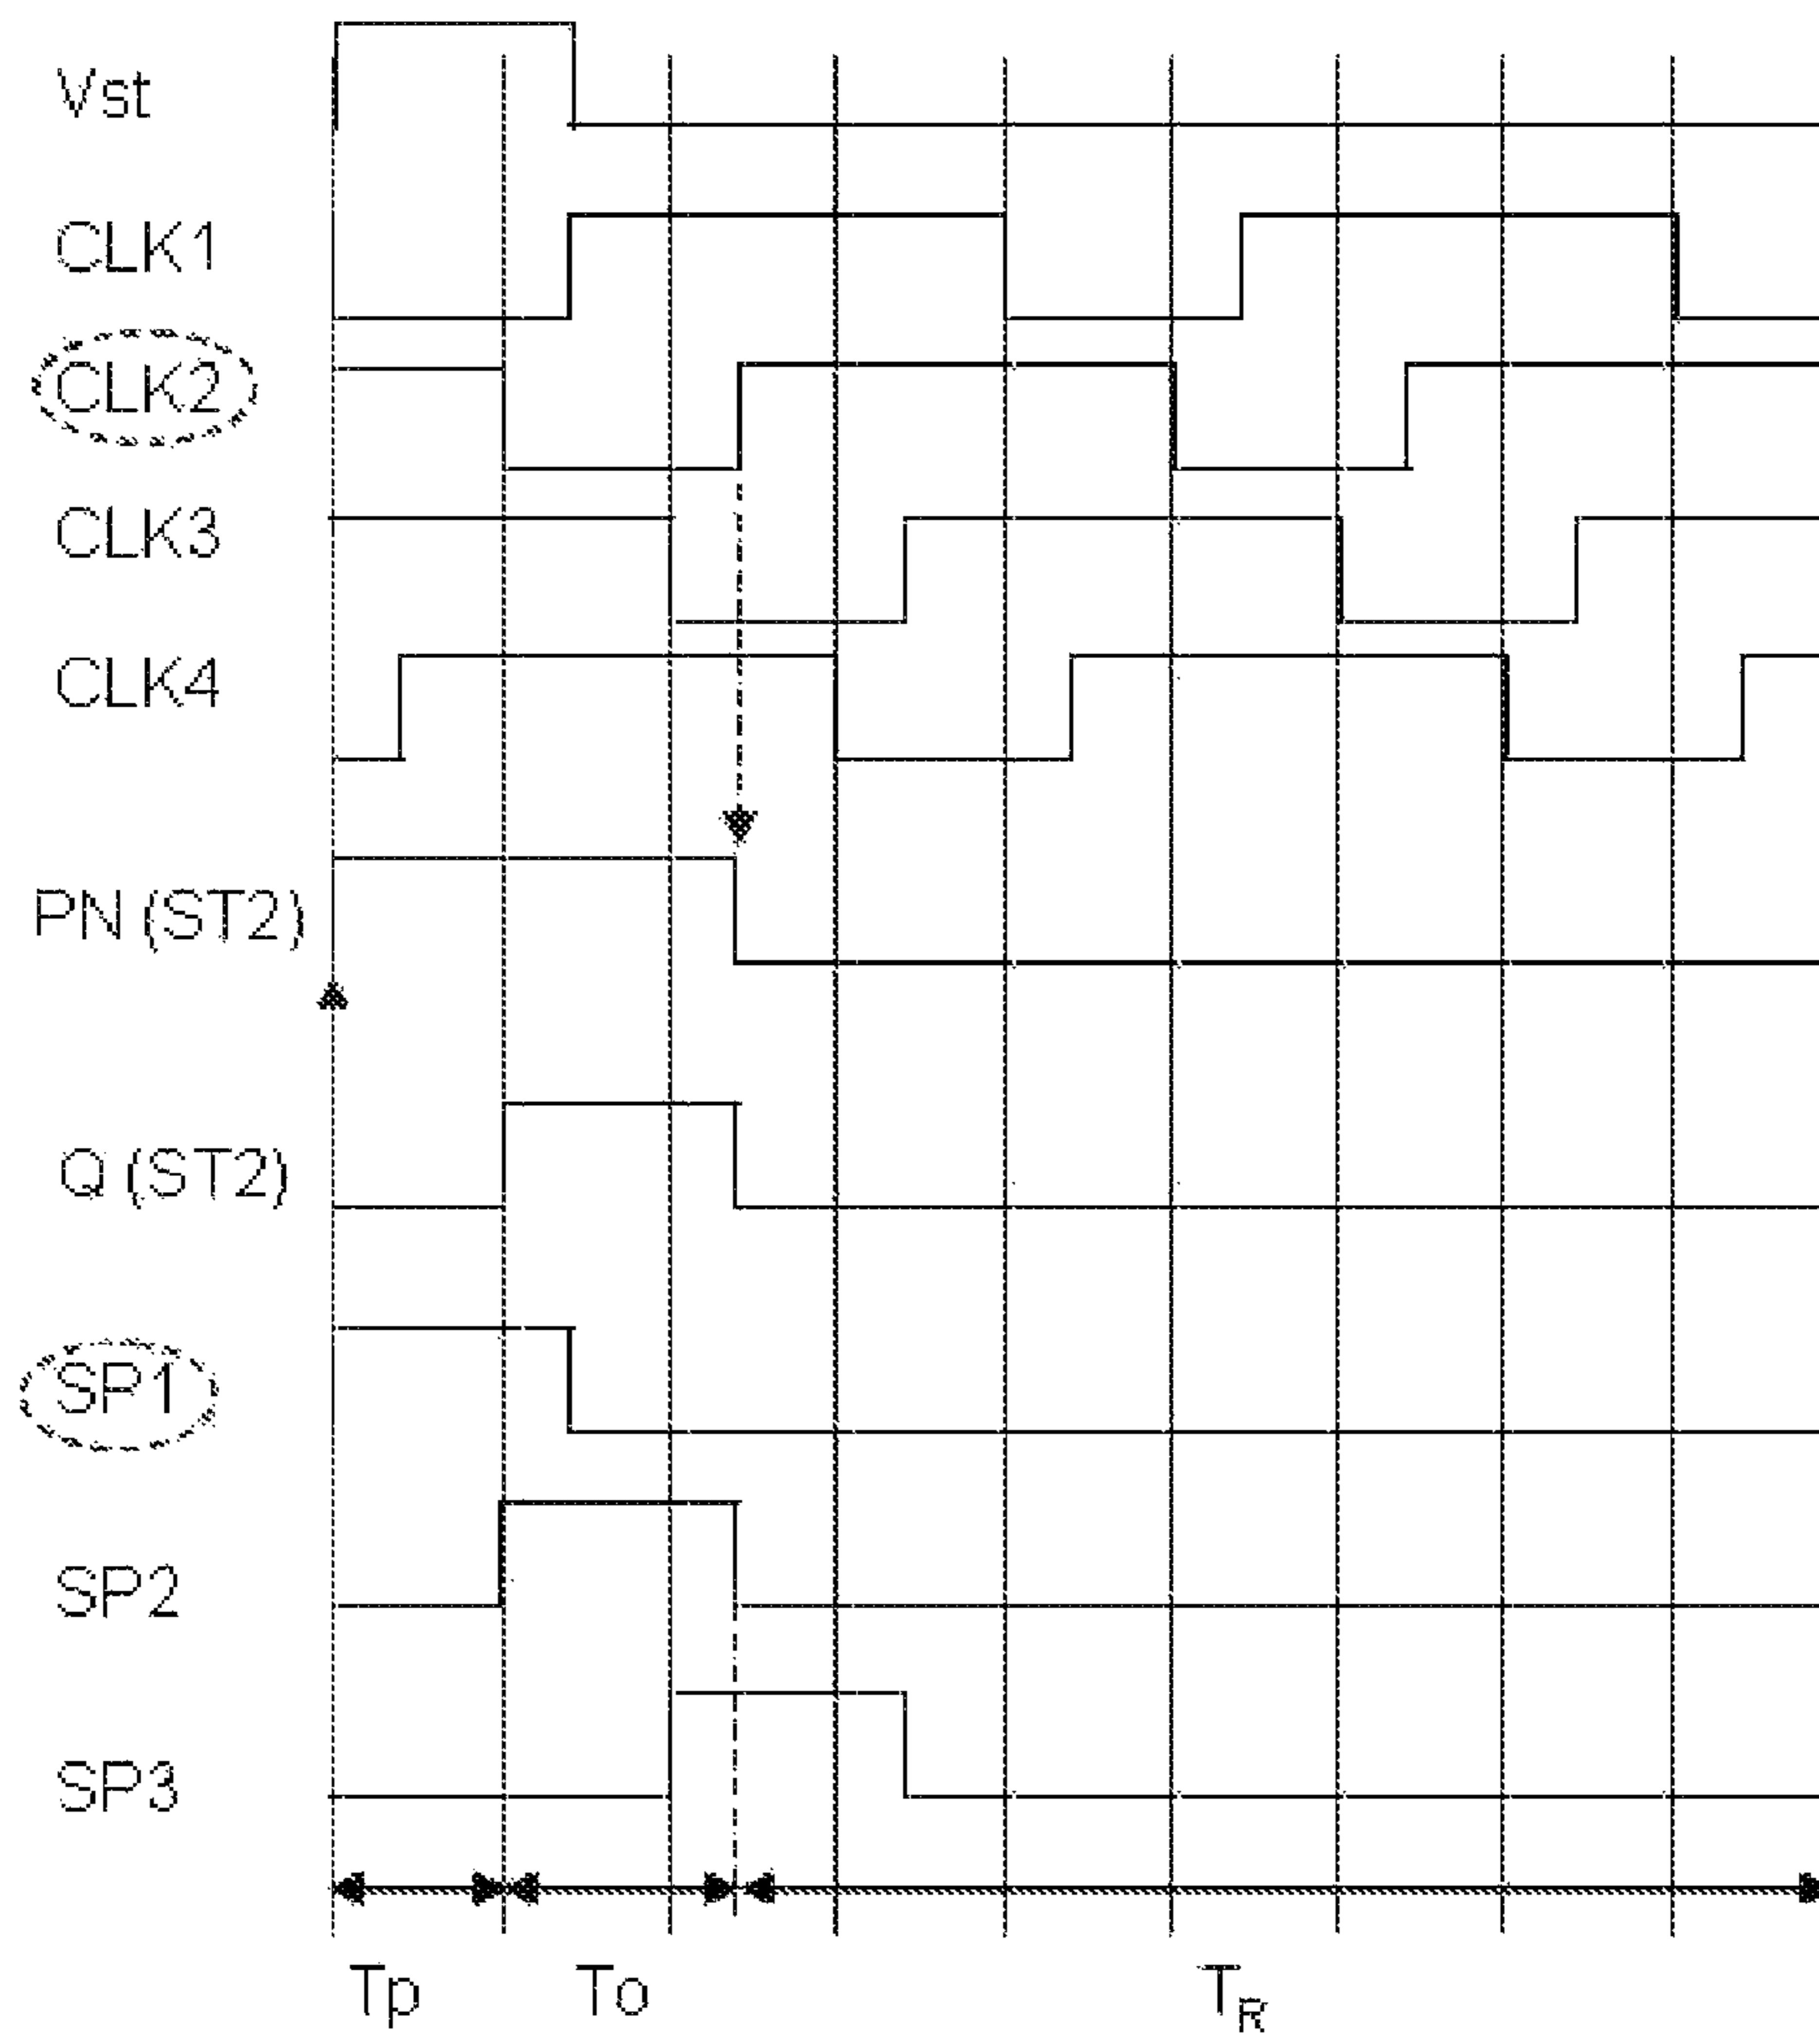 Vst
CLK1
CLK2
CLK3
CLK4
PN (ST2)
Q (ST2)
SP1
SP2
SP3
Tp To TR